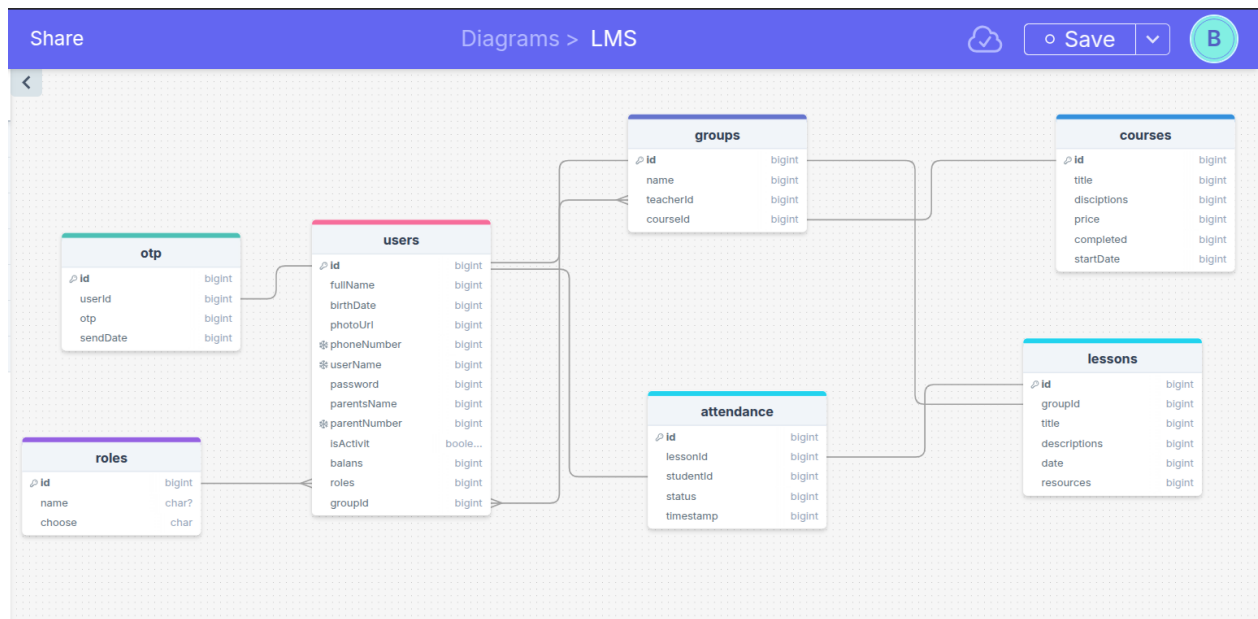 Share
Diagrams > LMS
Save
B
groups
id bigint
name bigint
teacherId bigint
courseId bigint
courses
id bigint
title bigint
disciptions bigint
price bigint
completed bigint
startDate bigint
otp
id bigint
userId bigint
otp bigint
sendDate bigint
users
id bigint
fullName bigint
birthDate bigint
photoUrl bigint
phoneNumber bigint
userName bigint
password bigint
parentsName bigint
parentNumber bigint
isActivit boole...
balans bigint
roles bigint
groupId bigint
lessons
id bigint
groupId bigint
title bigint
descriptions bigint
date bigint
resources bigint
attendance
id bigint
lessonId bigint
studentId bigint
status bigint
timestamp bigint
roles
id bigint
name char?
choose char